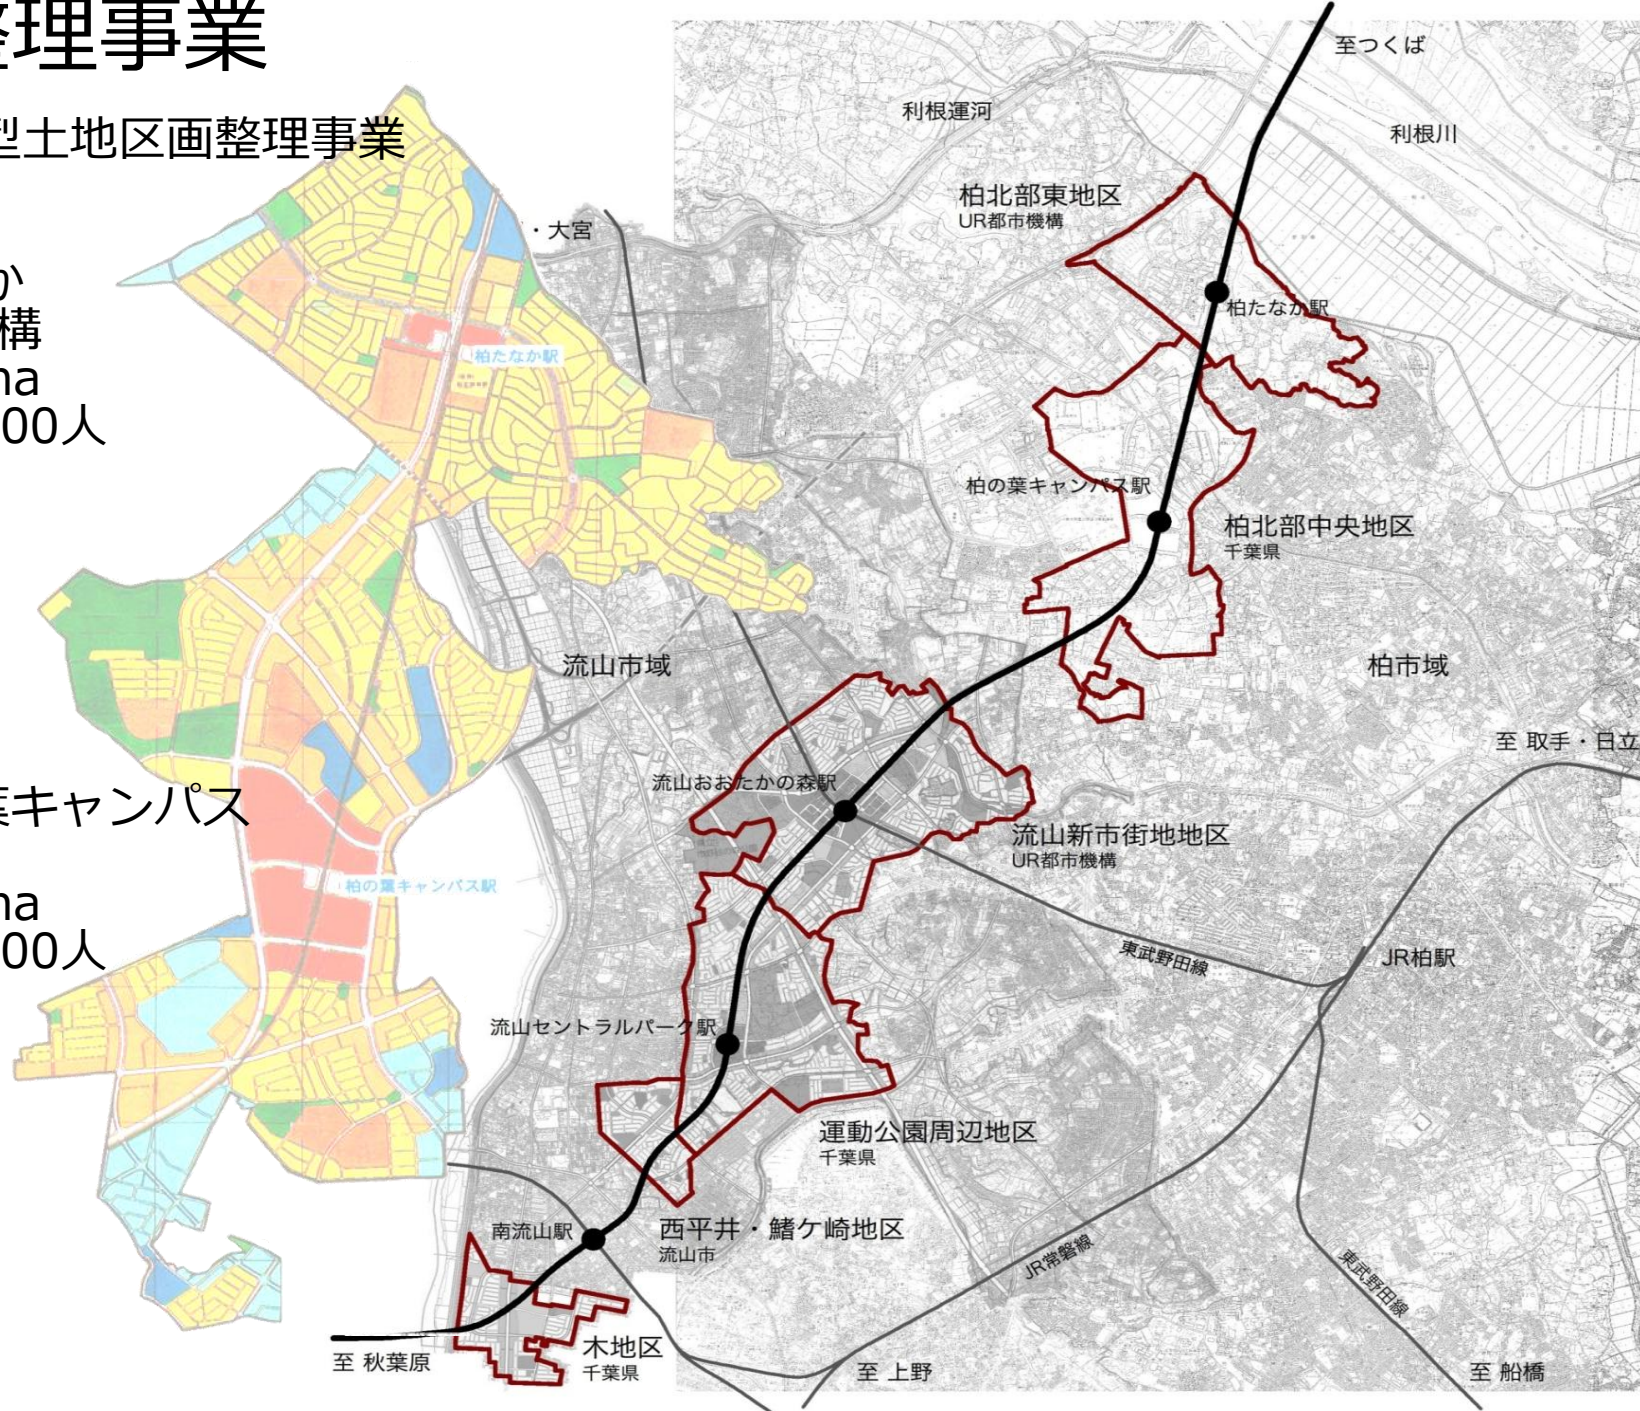 整理事業
型土地区画整理事業
か
構
ha
00人
葉キャンパス
ha
00人
柏たなか駅
柏の葉キャンパス駅
・大宮
至つくば
利根運河
利根川
柏北部東地区
UR都市機構
柏たなか駅
柏の葉キャンパス駅
柏北部中央地区
千葉県
流山市域
柏市域
至 取手・日立
流山おおたかの森駅
流山新市街地地区
UR都市機構
東武野田線
JR柏駅
流山セントラルパーク駅
運動公園周辺地区
千葉県
南流山駅
西平井・鰭ケ崎地区
流山市
JR常磐線
東武野田線
木地区
千葉県
至 秋葉原
至 上野
至 船橋